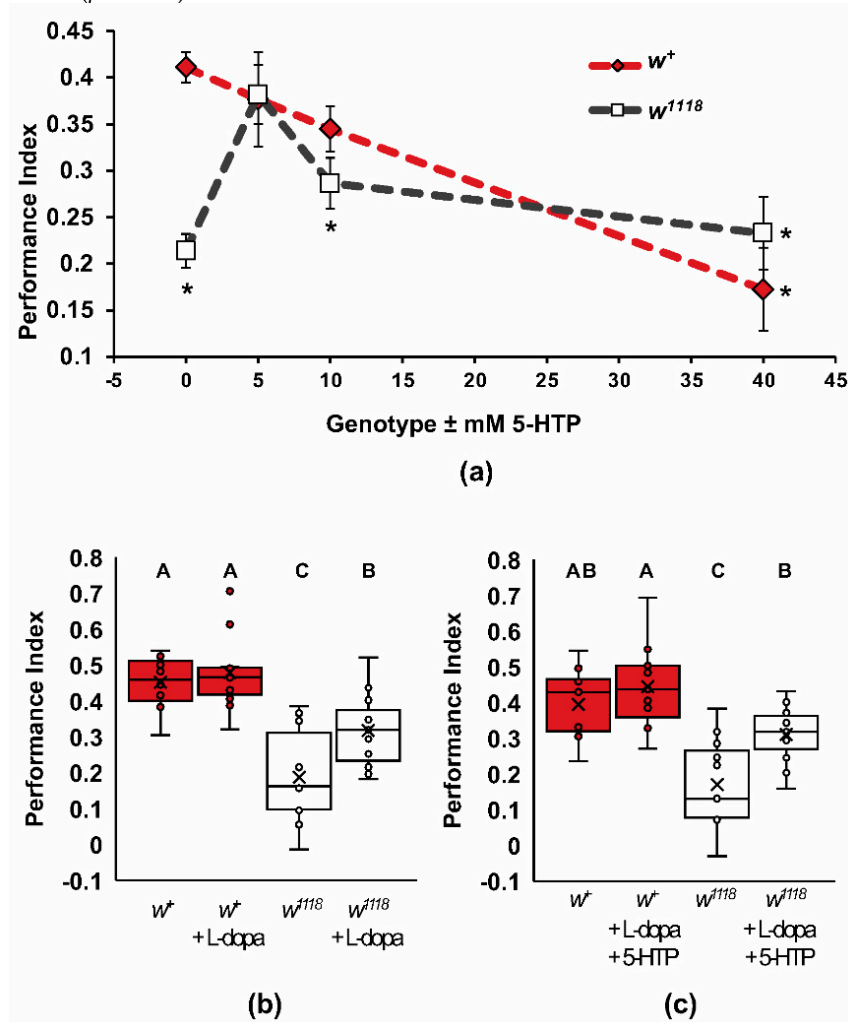 0.45
0.4
0.35
0.3
0.25
0.2
0.15
0.1
Performance Index
w+
w1118
*
*
*
*
-5 0 5 10 15 20 25 30 35 40 45
Genotype ± mM 5-HTP
(a)
0.8
0.7
0.6
0.5
0.4
0.3
0.2
0.1
0
-0.1
Performance Index
A A C B
w+ w+ w1118 w1118
+ L-dopa + L-dopa
(b)
0.8
0.7
0.6
0.5
0.4
0.3
0.2
0.1
0
-0.1
Performance Index
AB A C B
w+ w+ w1118 w1118
+ L-dopa + L-dopa
+ 5-HTP + 5-HTP
(c)